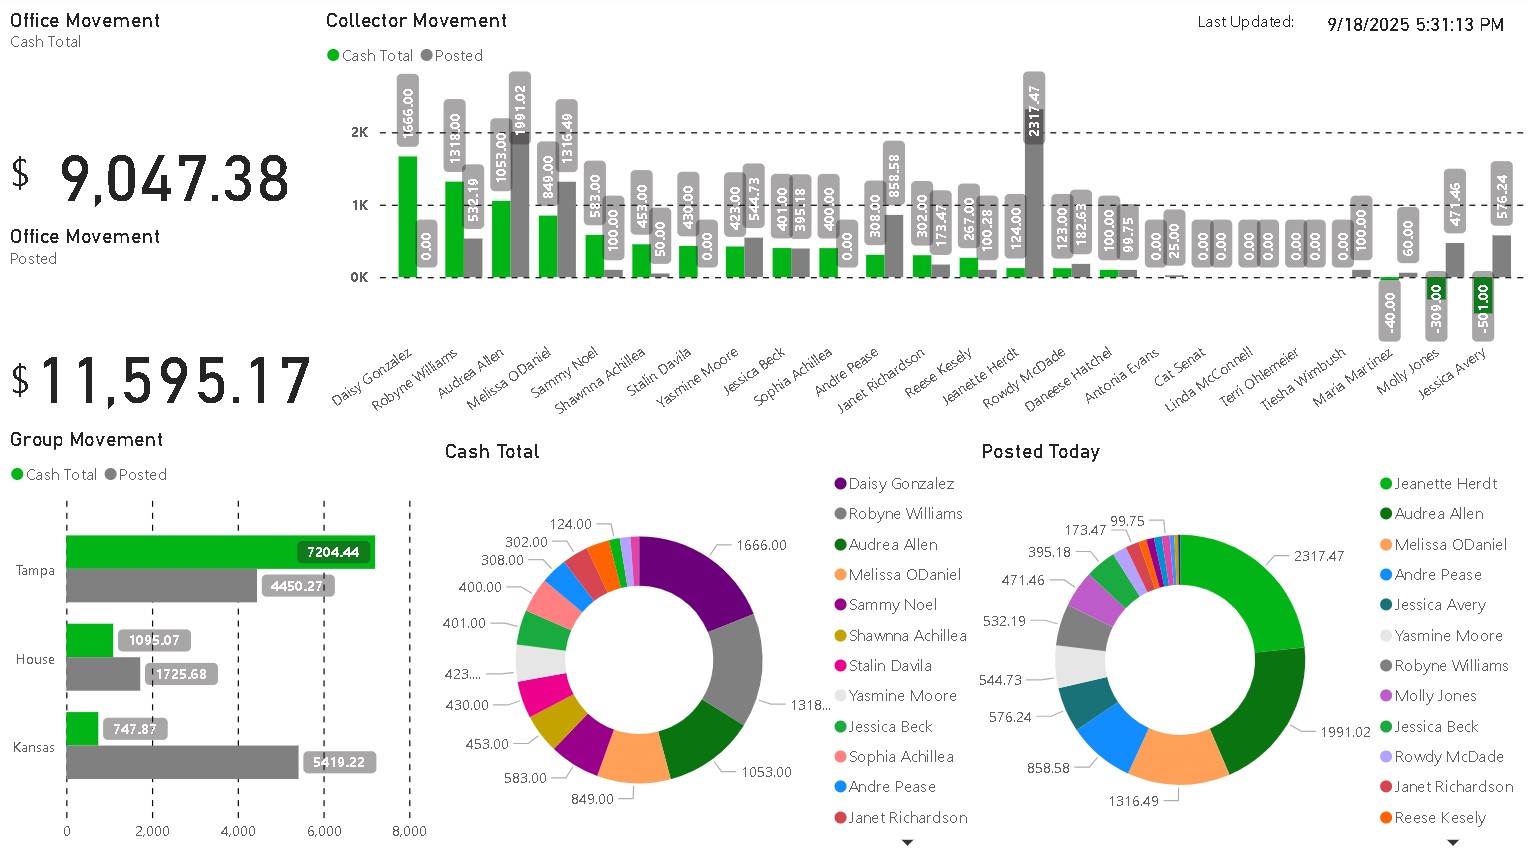 Office Movement
Cash Total
$ 9,047.38
Office Movement
Posted
$ 11,595.17
Collector Movement
Last Updated: 9/18/2025 5:31:13 PM
Cash Total Posted
2K
1K
0K
1666.00 0.00
1318.00 532.19
1053.00 1991.02
849.00 1316.49
583.00 100.00
453.00 50.00
430.00 0.00
423.00 544.73
401.00 395.18
400.00 0.00
308.00 858.58
302.00 173.47
267.00 100.28
124.00 2317.47
123.00 182.63
100.00 99.75
0.00 25.00
0.00 0.00
0.00 0.00
0.00 0.00
0.00 100.00
-40.00 60.00
-309.00 471.46
-501.00 576.24
Daisy Gonzalez
Robyne Williams
Audrea Allen
Melissa ODaniel
Sammy Noel
Shawnna Achillea
Stalin Davila
Yasmine Moore
Jessica Beck
Sophia Achillea
Andre Pease
Janet Richardson
Reese Kesely
Jeanette Herdt
Rowdy McDade
Daneese Hatchel
Antonia Evans
Cat Senat
Linda McConnell
Terri Ohlemeier
Tiesha Wimbush
Maria Martinez
Molly Jones
Jessica Avery
Group Movement
Cash Total Posted
Tampa
7204.44
4450.27
House
1095.07
1725.68
Kansas
747.87
5419.22
0 2,000 4,000 6,000 8,000
Cash Total
1666.00
1318...
1053.00
849.00
583.00
453.00
430.00
423....
401.00
400.00
308.00
302.00
124.00
Daisy Gonzalez
Robyne Williams
Audrea Allen
Melissa ODaniel
Sammy Noel
Shawnna Achillea
Stalin Davila
Yasmine Moore
Jessica Beck
Sophia Achillea
Andre Pease
Janet Richardson
Posted Today
2317.47
1991.02
1316.49
858.58
576.24
544.73
532.19
471.46
395.18
173.47
99.75
Jeanette Herdt
Audrea Allen
Melissa ODaniel
Andre Pease
Jessica Avery
Yasmine Moore
Robyne Williams
Molly Jones
Jessica Beck
Rowdy McDade
Janet Richardson
Reese Kesely